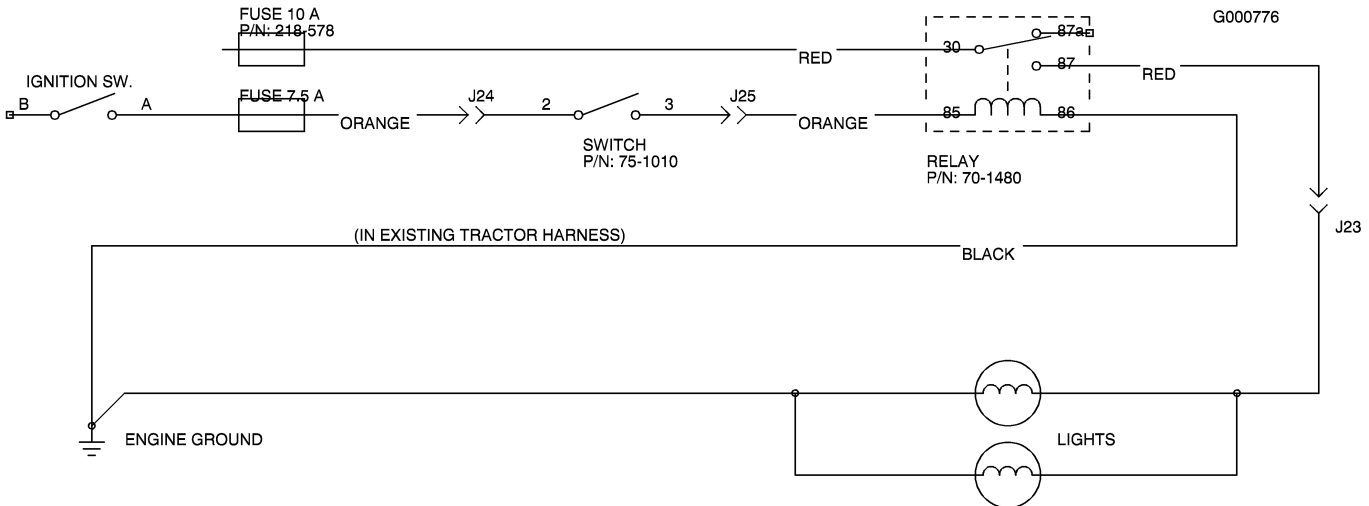 FUSE 10 A
P/N: 218-578
G000776
87a
30
RED
87
RED
IGNITION SW.
B
A
FUSE 7.5 A
ORANGE
J24
2
3
J25
ORANGE
85
86
SWITCH
P/N: 75-1010
RELAY
P/N: 70-1480
J23
(IN EXISTING TRACTOR HARNESS)
BLACK
ENGINE GROUND
LIGHTS